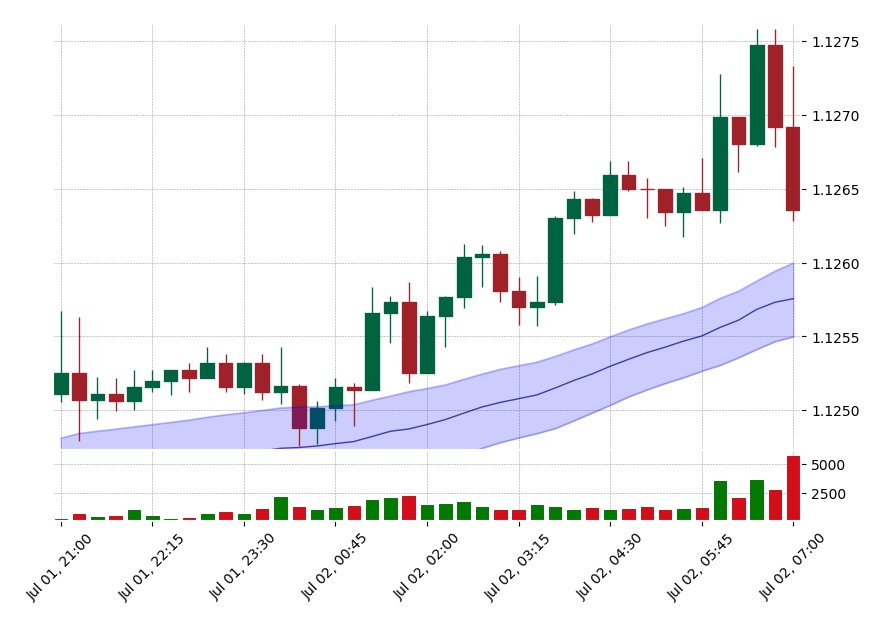 1.1275
1.1270
1.1265
1.1260
1.1255
1.1250
5000
2500
Jul 01, 21:00
Jul 01, 22:15
Jul 01, 23:30
Jul 02, 00:45
Jul 02, 02:00
Jul 02, 03:15
Jul 02, 04:30
Jul 02, 05:45
Jul 02, 07:00